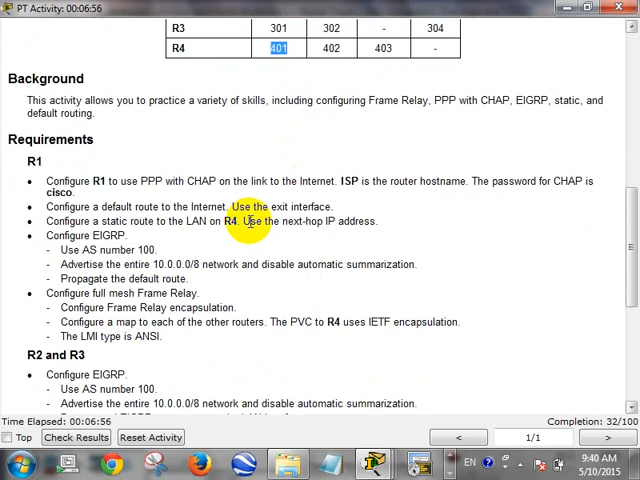 PT Activity: 00:06:56
R3 301 302 - 304
R4 401 402 403 -
Background
This activity allows you to practice a variety of skills, including configuring Frame Relay, PPP with CHAP, EIGRP, static, and
default routing.
Requirements
R1
• Configure R1 to use PPP with CHAP on the link to the Internet. ISP is the router hostname. The password for CHAP is
cisco.
• Configure a default route to the Internet. Use the exit interface.
• Configure a static route to the LAN on R4. Use the next-hop IP address.
• Configure EIGRP.
- Use AS number 100.
- Advertise the entire 10.0.0.0/8 network and disable automatic summarization.
- Propagate the default route.
• Configure full mesh Frame Relay.
- Configure Frame Relay encapsulation.
- Configure a map to each of the other routers. The PVC to R4 uses IETF encapsulation.
- The LMI type is ANSI.
R2 and R3
• Configure EIGRP.
- Use AS number 100.
- Advertise the entire 10.0.0.0/8 network and disable automatic summarization.
Time Elapsed: 00:06:56 Completion: 32/100
Top Check Results Reset Activity < 1/1 >
EN 9:40 AM
5/10/2015